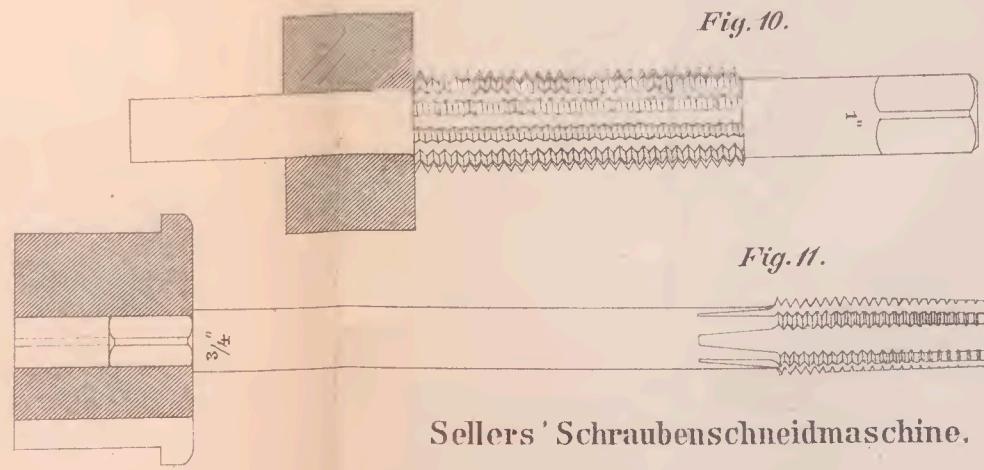 Fig. 10.
1"
Fig. 11.
3/4"
Sellers' Schraubenschneidmaschine.